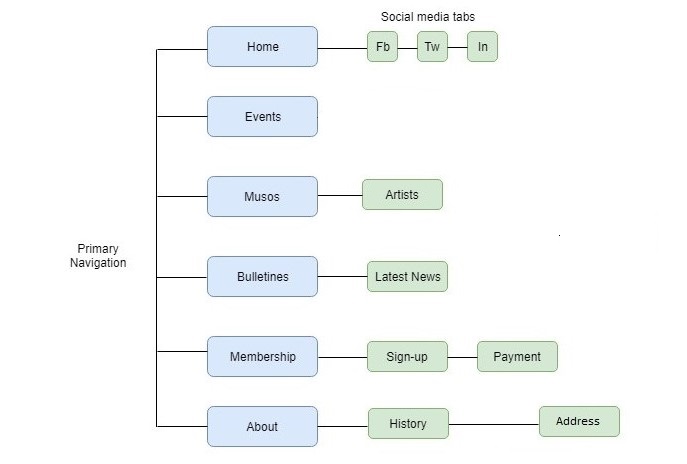 Social media tabs
Home
Fb
Tw
In
Events
Musos
Artists
Primary
Navigation
Bulletines
Latest News
Membership
Sign-up
Payment
About
History
Address